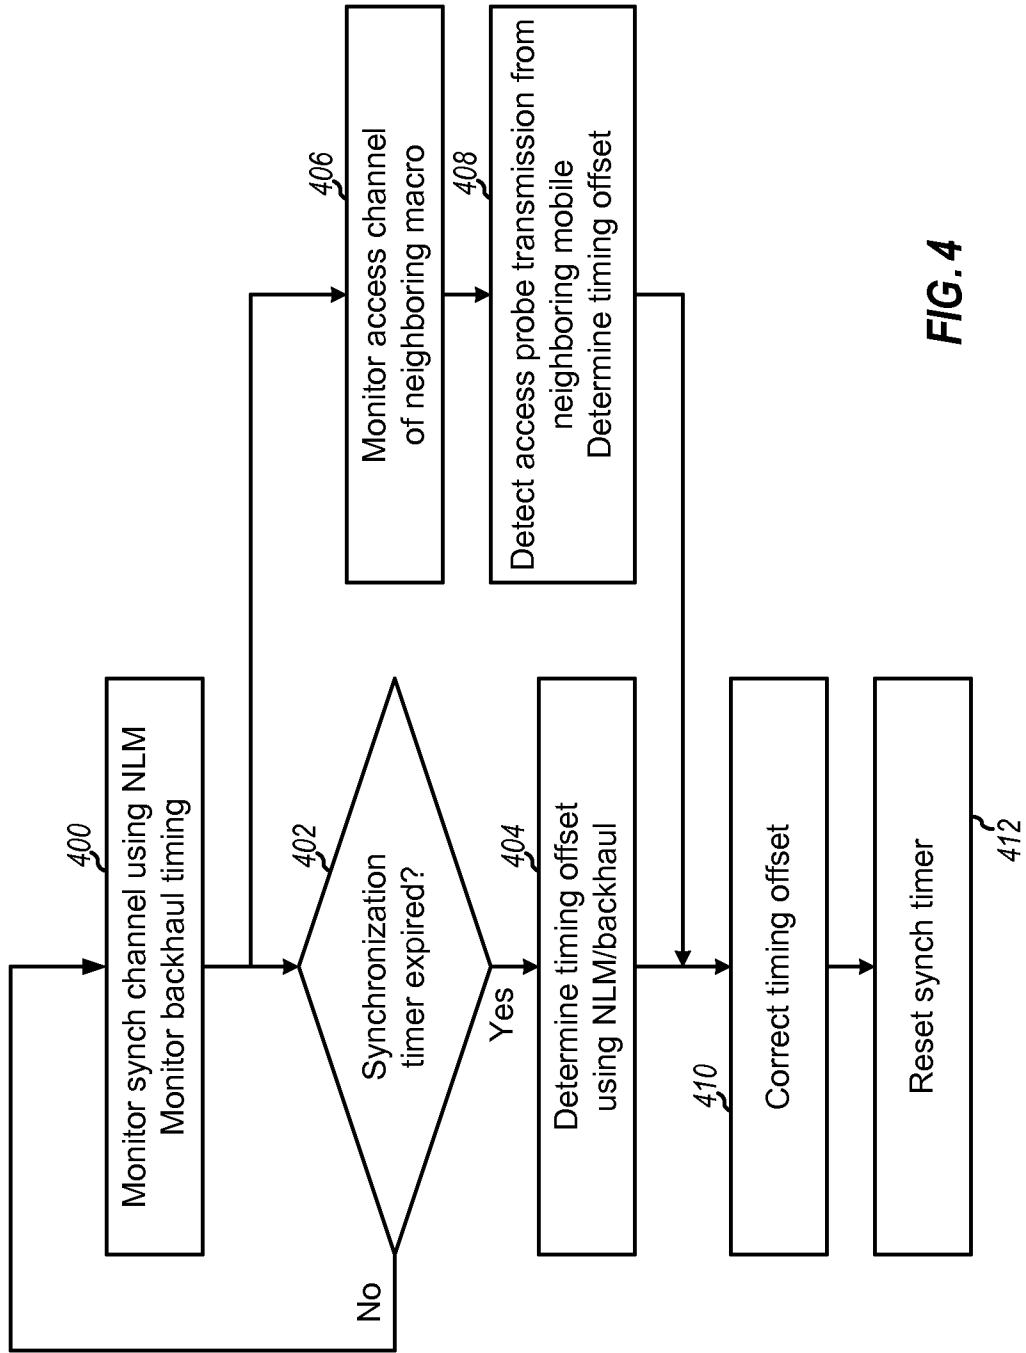 400
Monitor synch channel using NLM
Monitor backhaul timing
402
Synchronization
timer expired?
No
Yes
404
Determine timing offset
using NLM/backhaul
406
Monitor access channel
of neighboring macro
408
Detect access probe transmission from
neighboring mobile
Determine timing offset
410
Correct timing offset
Reset synch timer
412
FIG. 4